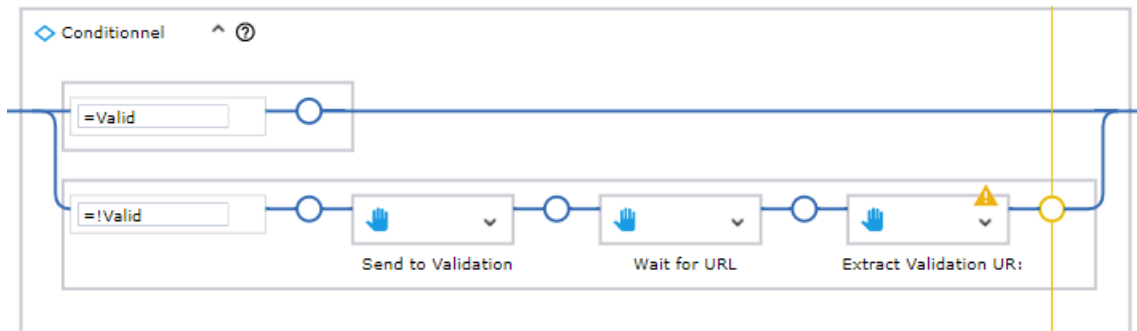 Conditionnel
=Valid
=!Valid
Send to Validation
Wait for URL
Extract Validation UR: